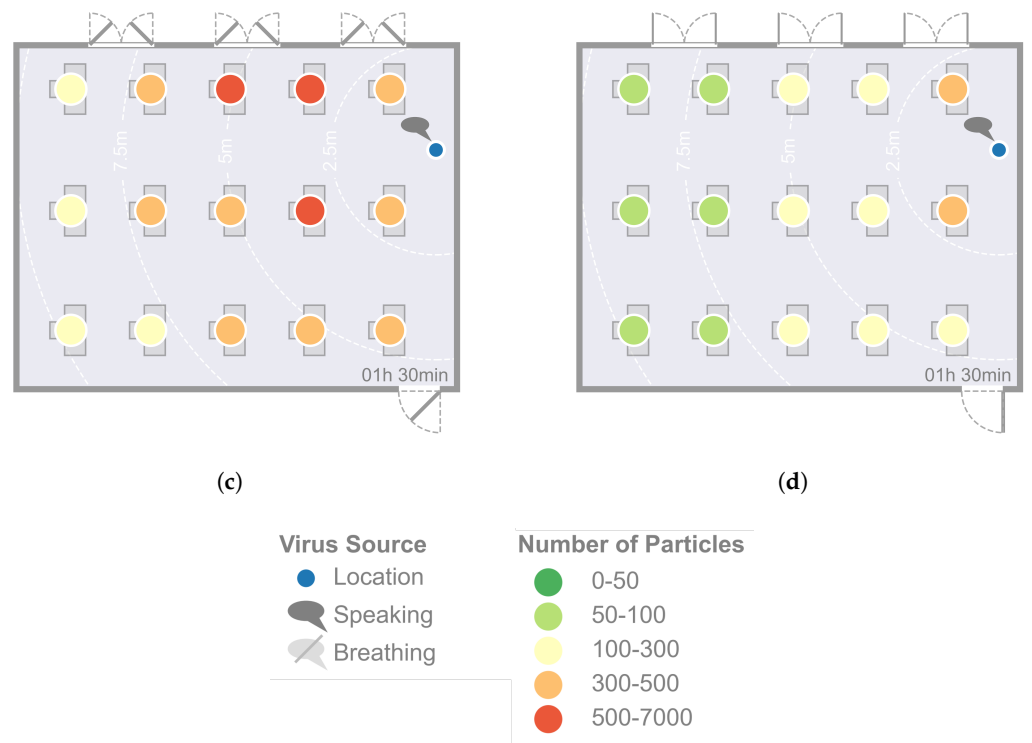 7.5m
5m
2.5m
01h 30min
7.5m
5m
2.5m
01h 30min
(c)
(d)
Virus Source
Location
Speaking
Breathing
Number of Particles
0-50
50-100
100-300
300-500
500-7000